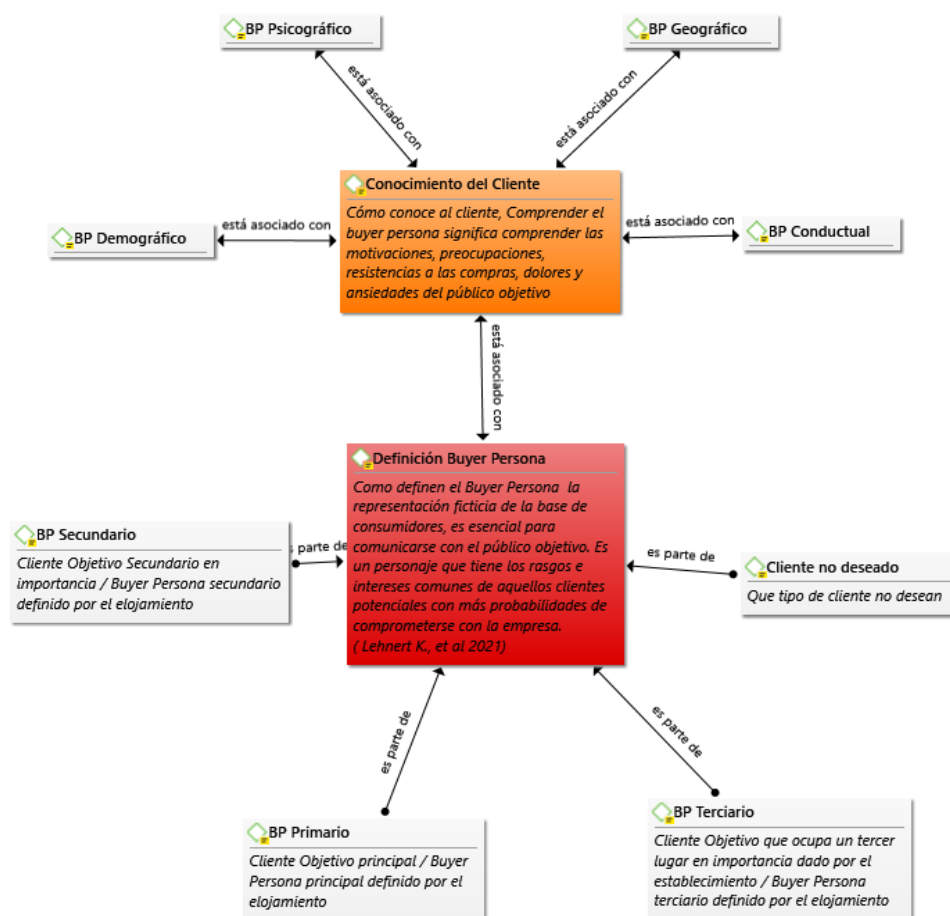 BP Psicográfico
BP Geográfico
está asociado con
está asociado con
Conocimiento del Cliente
Cómo conoce al cliente, Comprender el
buyer persona significa comprender las
motivaciones, preocupaciones,
resistencias a las compras, dolores y
ansiedades del público objetivo
BP Demográfico
está asociado con
está asociado con
BP Conductual
está asociado con
Definición Buyer Persona
Como definen el Buyer Persona la
representación ficticia de la base de
consumidores, es esencial para
comunicarse con el público objetivo. Es
un personaje que tiene los rasgos e
intereses comunes de aquellos clientes
potenciales con más probabilidades de
comprometerse con la empresa.
( Lehnert K., et al 2021)
BP Secundario
Cliente Objetivo Secundario en
importancia / Buyer Persona secundario
definido por el elojamiento
s parte de
es parte de
Cliente no deseado
Que tipo de cliente no desean
es parte de
es parte de
BP Primario
Cliente Objetivo principal / Buyer
Persona principal definido por el
elojamiento
BP Terciario
Cliente Objetivo que ocupa un tercer
lugar en importancia dado por el
establecimiento / Buyer Persona
terciario definido por el elojamiento